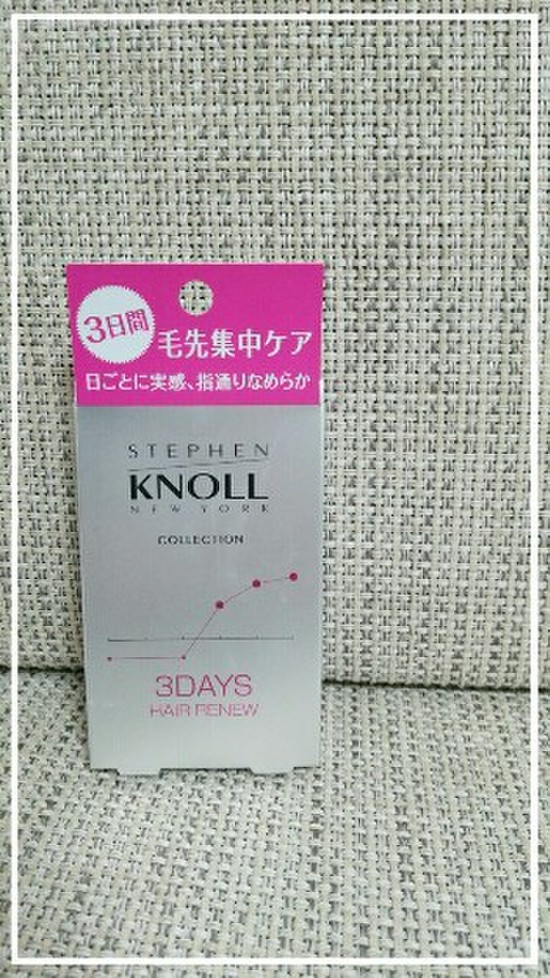 3日間
毛先集中ケア
日ごとに実感、指通りなめらか
STEPHEN
KNOLL
NEW YORK
COLLECTION
3DAYS
HAIR RENEW